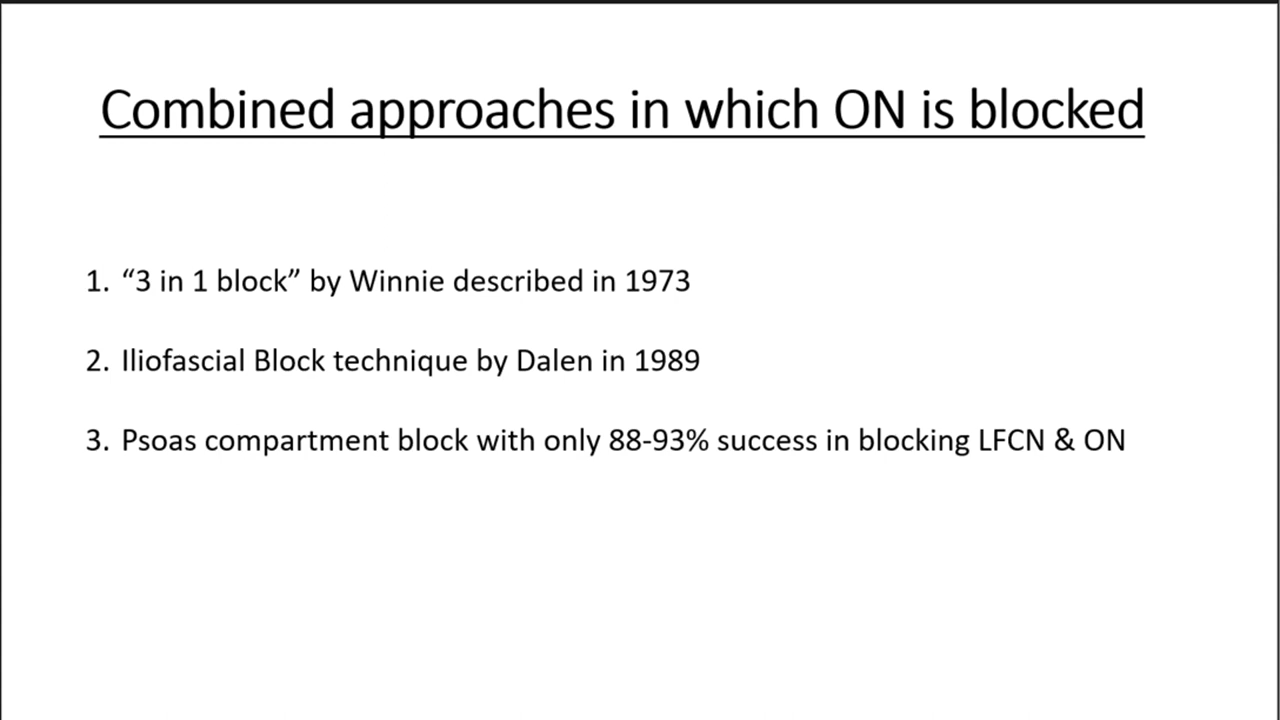 Combined approaches in which ON is blocked
1. “3 in 1 block” by Winnie described in 1973
2. Iliofascial Block technique by Dalen in 1989
3. Psoas compartment block with only 88-93% success in blocking LFCN & ON